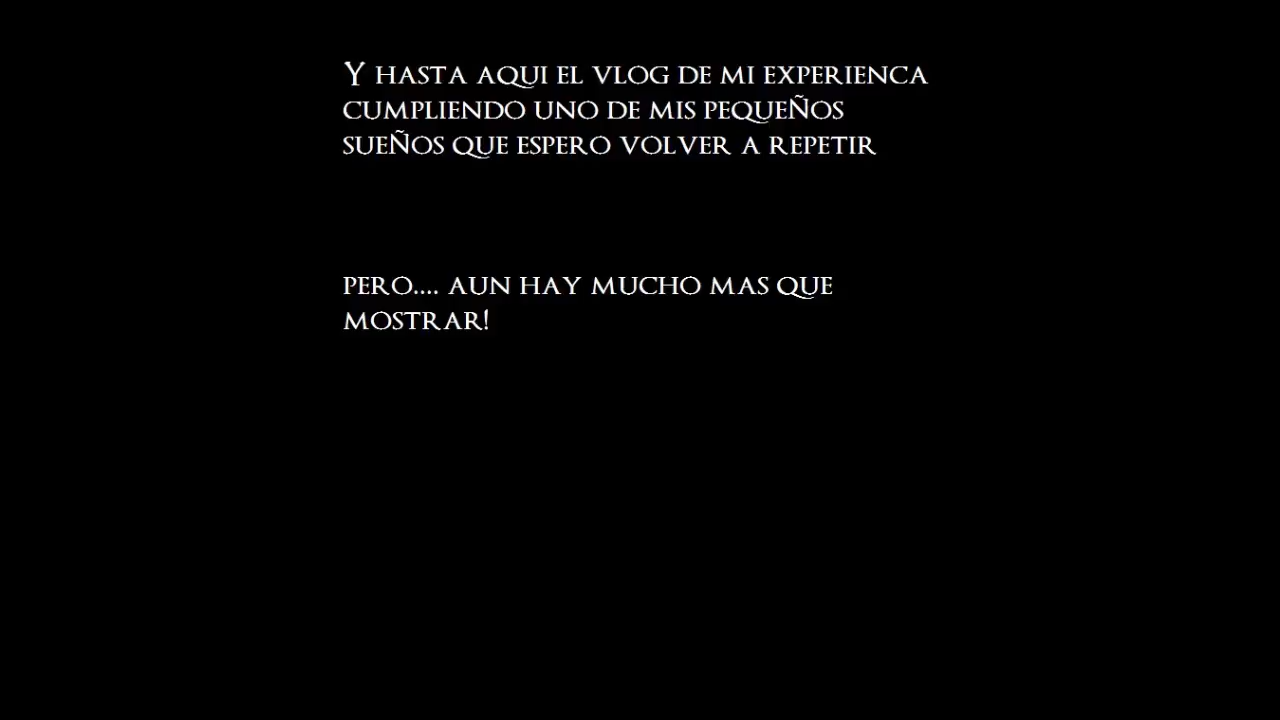 Y HASTA AQUI EL VLOG DE MI EXPERIENCA
CUMPLIENDO UNO DE MIS PEQUEÑOS
SUEÑOS QUE ESPERO VOLVER A REPETIR
PERO.... AUN HAY MUCHO MAS QUE
MOSTRAR!